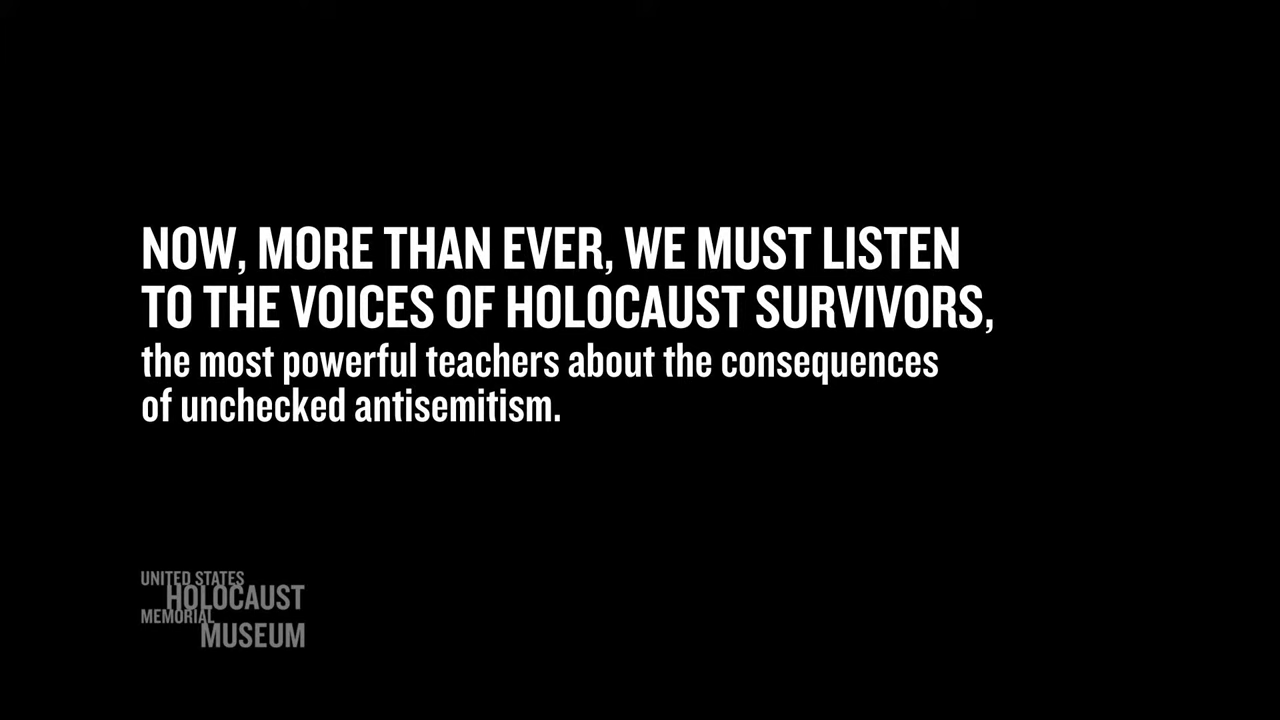 NOW, MORE THAN EVER, WE MUST LISTEN
TO THE VOICES OF HOLOCAUST SURVIVORS,
the most powerful teachers about the consequences
of unchecked antisemitism.
UNITED STATES
HOLOCAUST
MEMORIAL
MUSEUM